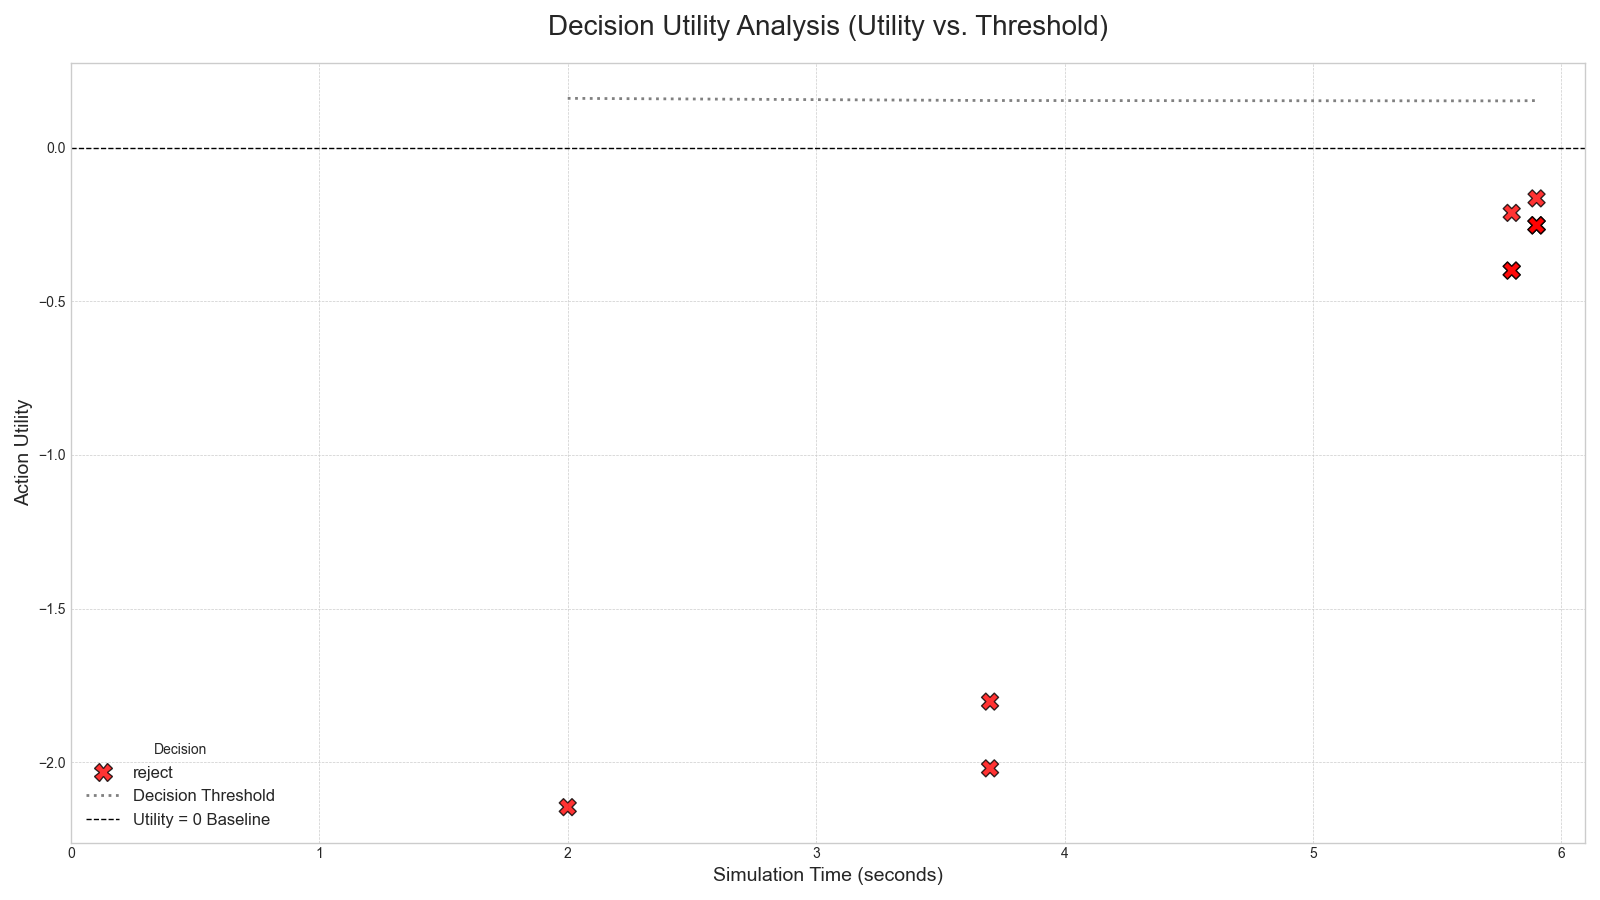 Decision Utility Analysis (Utility vs. Threshold)
Action Utility
0.0
−0.5
−1.0
−1.5
−2.0
Decision
reject
Decision Threshold
Utility = 0 Baseline
0 1 2 3 4 5 6
Simulation Time (seconds)